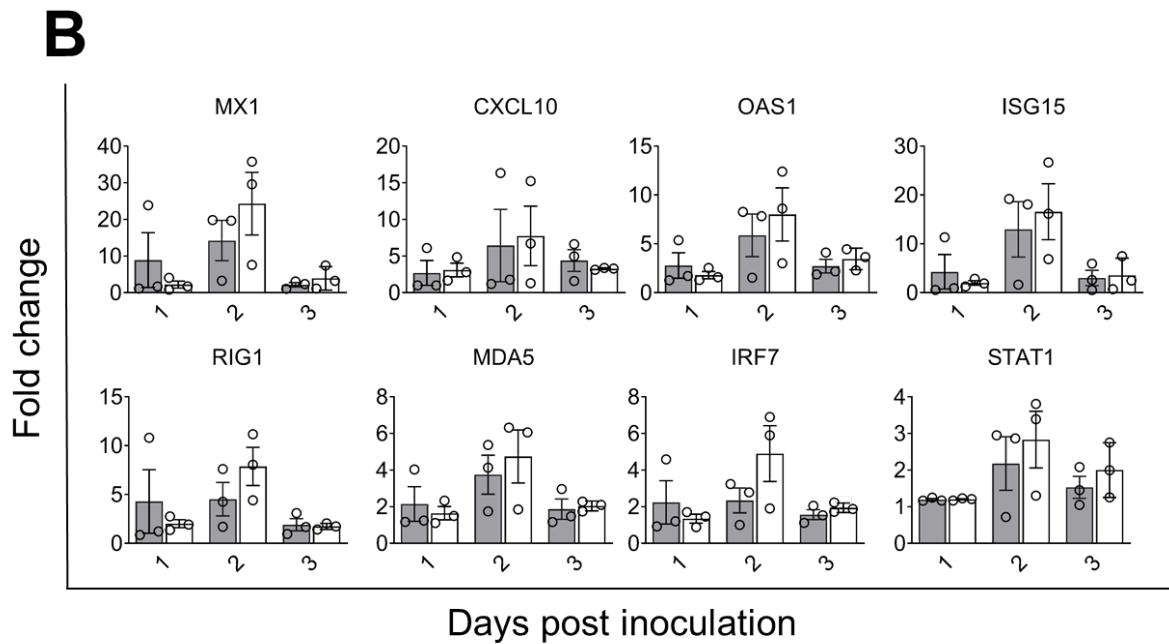 B
MX1 CXCL10 OAS1 ISG15
40 20 15 30
30 15 10 20
20 10 5 10
10 5 0 0
0 0
1 2 3 1 2 3 1 2 3 1 2 3
RIG1 MDA5 IRF7 STAT1
15 8 8 4
10 6 6 3
5 4 4 2
0 2 2 1
0 0 0
1 2 3 1 2 3 1 2 3 1 2 3
Fold change
Days post inoculation